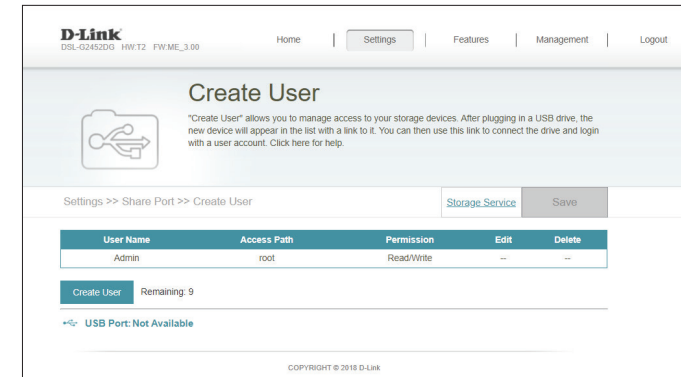 D-Link
DSL-G2452DG HW:T2 FW:ME_3.00
Home
Settings
Features
Management
Logout
Create User
"Create User" allows you to manage access to your storage devices. After plugging in a USB drive, the
new device will appear in the list with a link to it. You can then use this link to connect the drive and login
with a user account. Click here for help.
Settings >> Share Port >> Create User
Storage Service
Save
User Name Access Path Permission Edit Delete
Admin root Read/Write -- --
Create User Remaining: 9
USB Port: Not Available
COPYRIGHT © 2018 D-Link